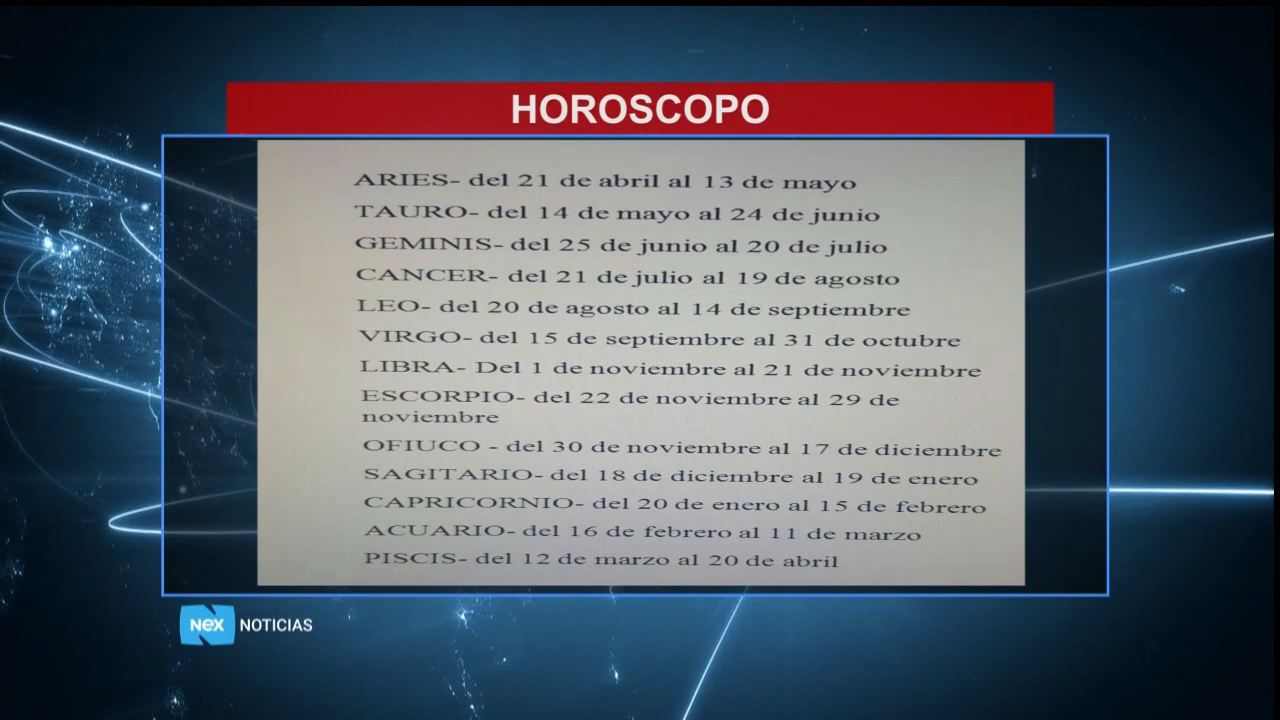 HOROSCOPO
ARIES- del 21 de abril al 13 de mayo
TAURO- del 14 de mayo al 24 de junio
GEMINIS- del 25 de junio al 20 de julio
CANCER- del 21 de julio al 19 de agosto
LEO- del 20 de agosto al 14 de septiembre
VIRGO- del 15 de septiembre al 31 de octubre
LIBRA- Del 1 de noviembre al 21 de noviembre
ESCORPIO- del 22 de noviembre al 29 de
noviembre
OFIUCO - del 30 de noviembre al 17 de diciembre
SAGITARIO- del 18 de diciembre al 19 de enero
CAPRICORNIO- del 20 de enero al 15 de febrero
ACUARIO- del 16 de febrero al 11 de marzo
PISCIS- del 12 de marzo al 20 de abril
nex NOTICIAS